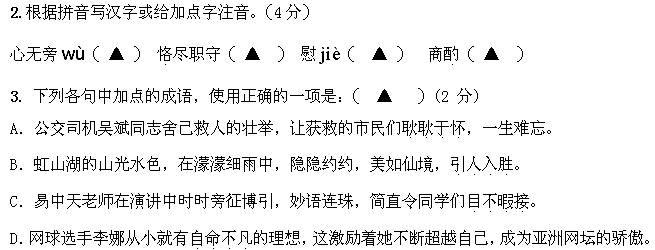 2.根据拼音写汉字或给加点字注音。(4分)
心无旁wù( ▲ ) 恪尽职守( ▲ ) 慰jiè( ▲ ) 商酌( ▲ )
3. 下列各句中加点的成语，使用正确的一项是：( ▲ )(2 分)
A. 公交司机吴斌同志舍己救人的壮举，让获救的市民们耿耿于怀，一生难忘。
B. 虹山湖的山光水色，在濛濛细雨中，隐隐约约，美如仙境，引人入胜。
C. 易中天老师在演讲中时时旁征博引，妙语连珠，简直令同学们目不暇接。
D. 网球选手李娜从小就有自命不凡的理想，这激励着她不断超越自己，成为亚洲网坛的骄傲。